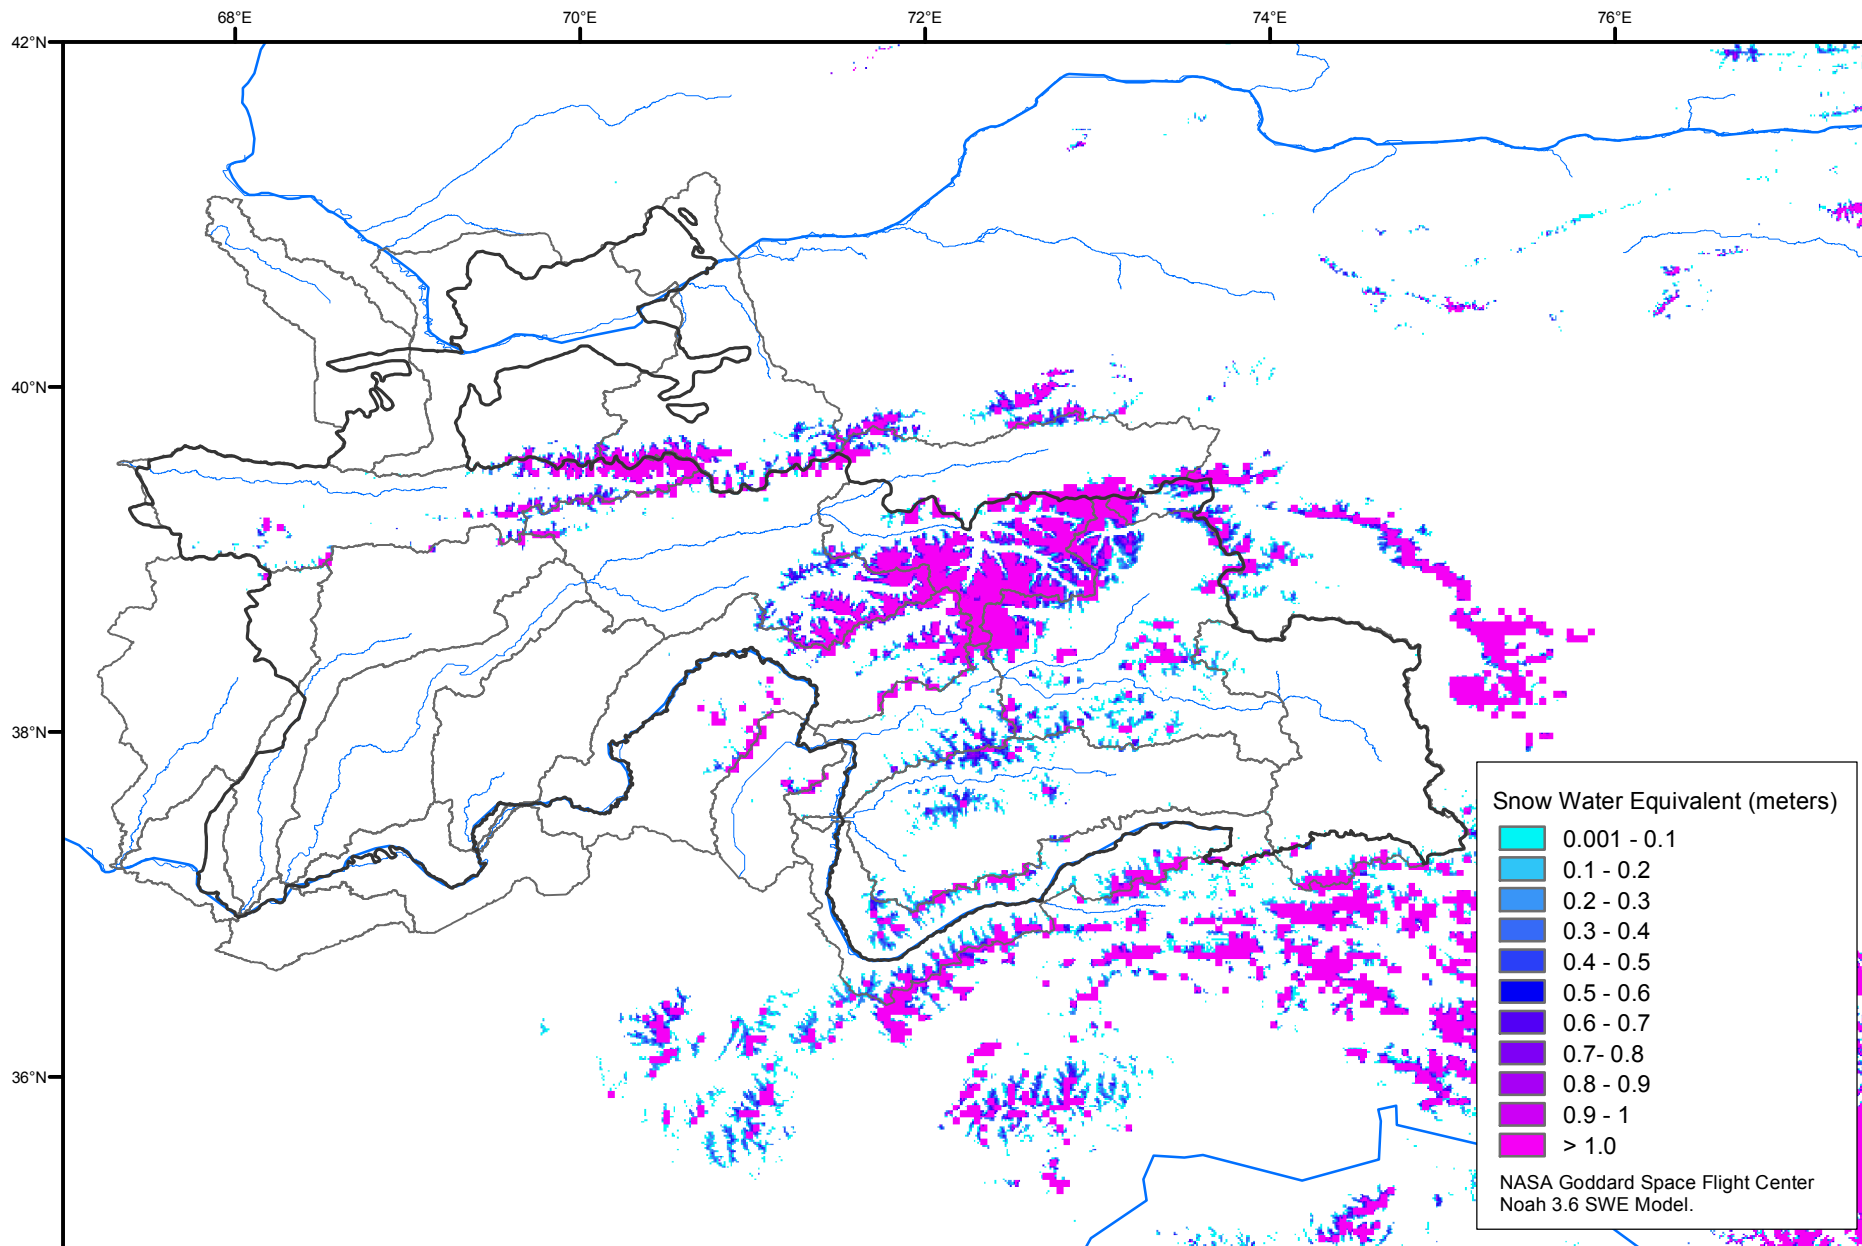 68°E 70°E 72°E 74°E 76°E
42°N
40°N
38°N
36°N
Snow Water Equivalent (meters)
0.001 - 0.1
0.1 - 0.2
0.2 - 0.3
0.3 - 0.4
0.4 - 0.5
0.5 - 0.6
0.6 - 0.7
0.7- 0.8
0.8 - 0.9
0.9 - 1
> 1.0
NASA Goddard Space Flight Center
Noah 3.6 SWE Model.